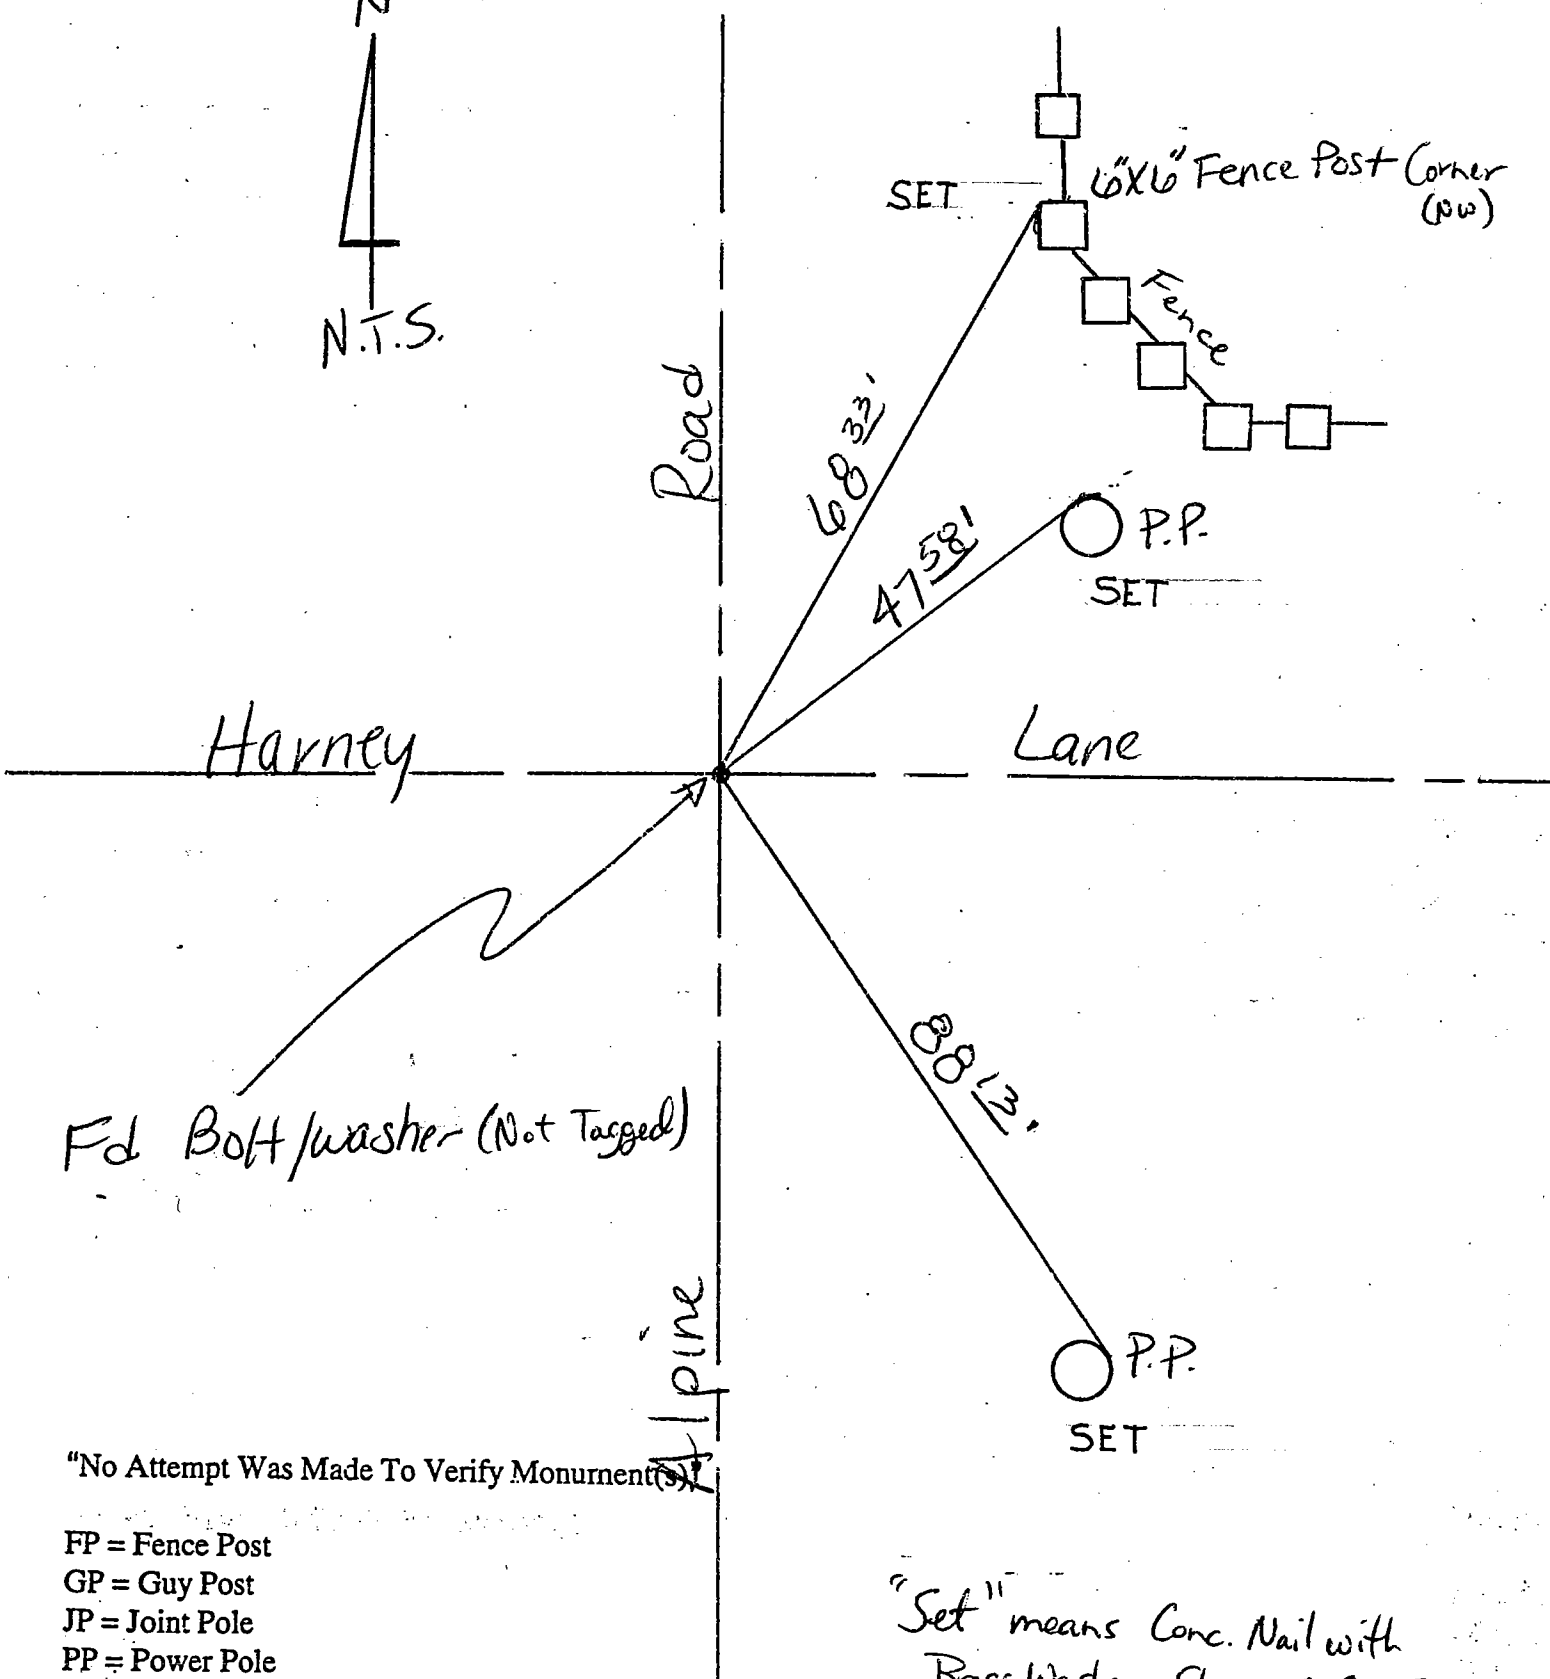 N
N.T.S.
SET
6"X6" Fence Post Corner
(NW)
Fence
Road
68 33'
47 58'
P.P.
SET
Harney Lane
Fd Bolt/washer (Not Tagged)
88 13'
Alpine
P.P.
SET
"No Attempt Was Made To Verify Monument(s)"
FP = Fence Post
GP = Guy Post
JP = Joint Pole
PP = Power Pole
"Set" means Conc. Nail with